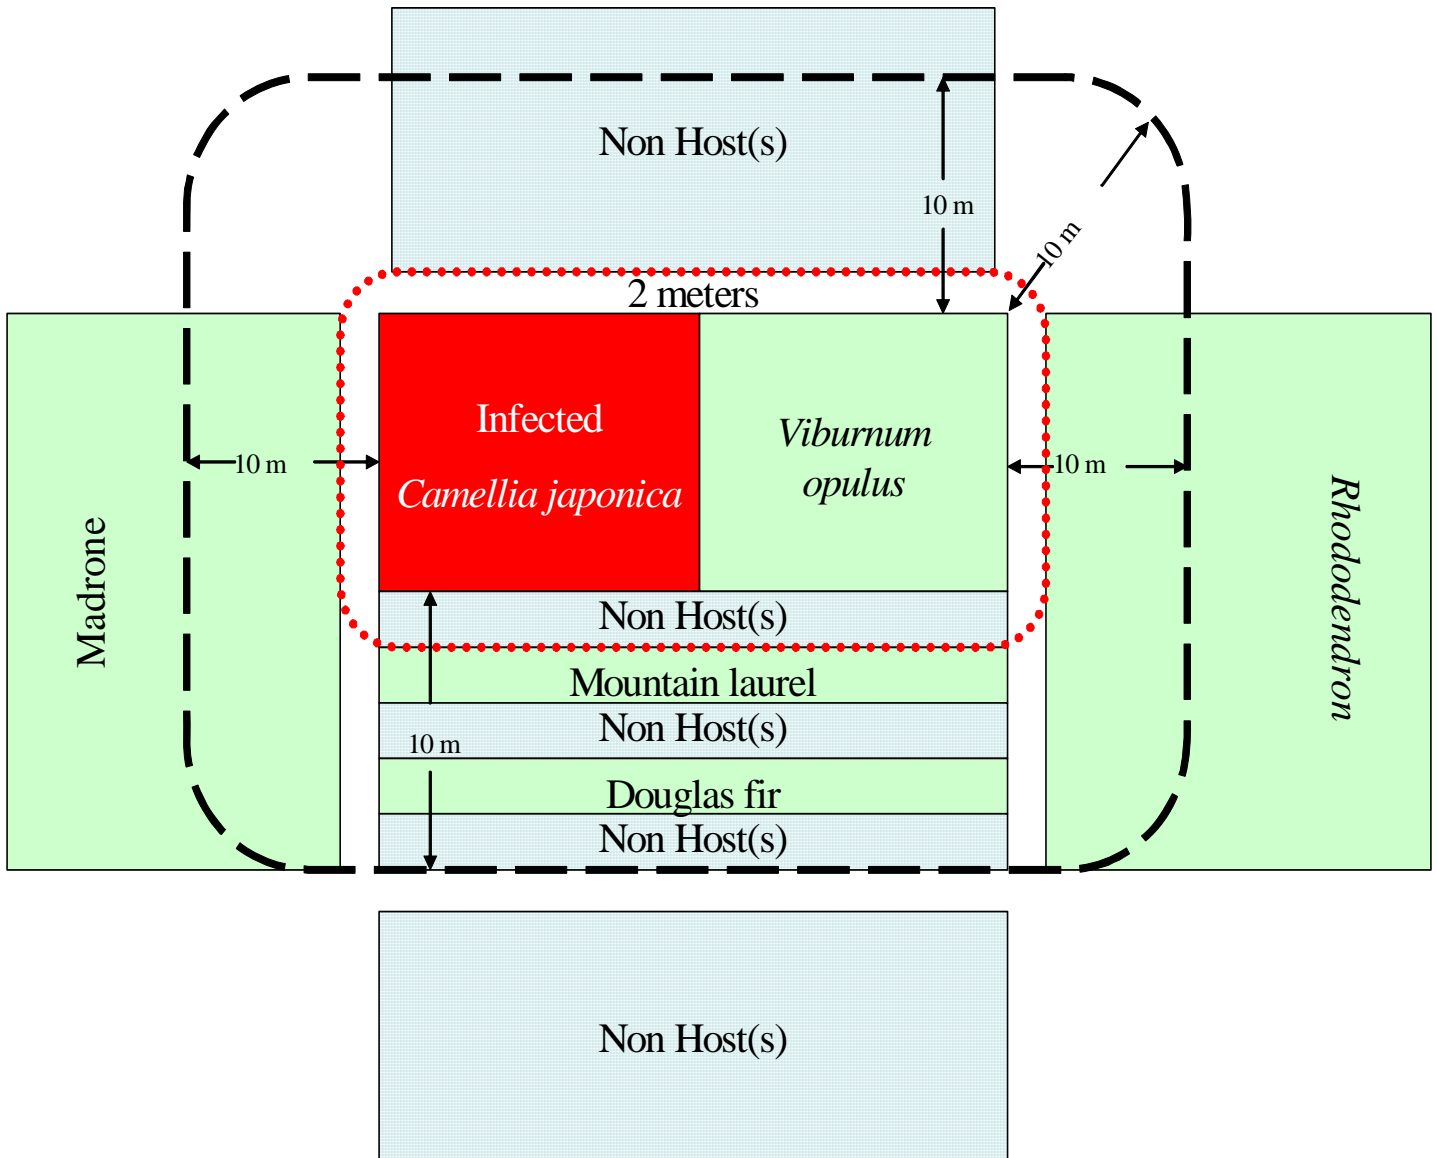 Non Host(s)
10 m
10 m
2 meters
Infected
Camellia japonica
Viburnum
opulus
10 m
10 m
Madrone
Rhododendron
Non Host(s)
Mountain laurel
Non Host(s)
10 m
Douglas fir
Non Host(s)
Non Host(s)